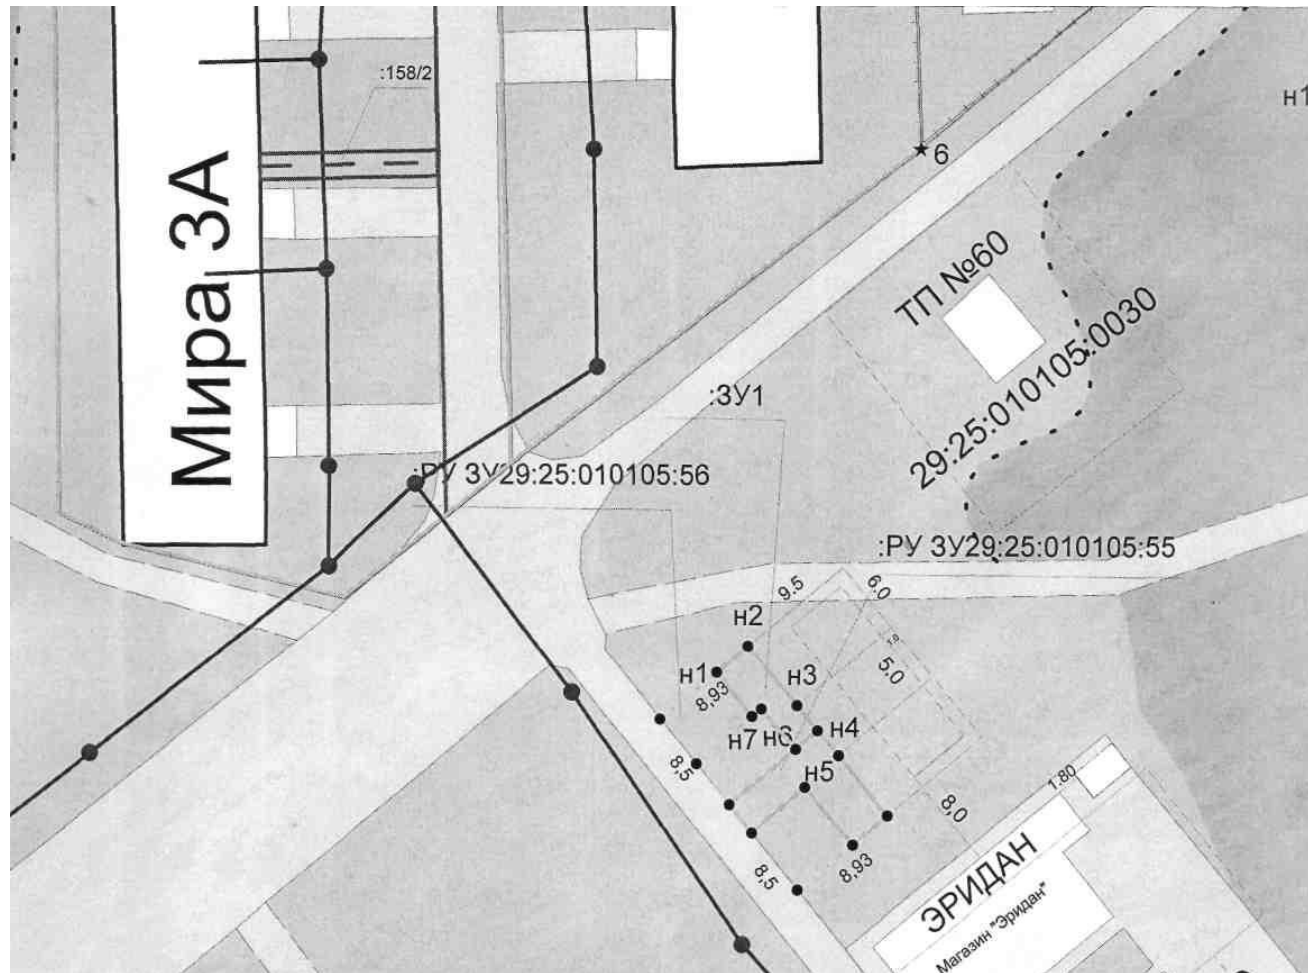 :158/2
н1
6
Мира, 3А
ТП №60
29:25:010105:0030
:ЗУ1
:РУ ЗУ29:25:010105:56
:РУ ЗУ29:25:010105:55
9.5
6.0
н2
5.0
н1
8,93
н3
н4
н7
н6
8,5
н5
1.80
8,0
8,93
8,5
ЭРИДАН
Магазин "Эридан"